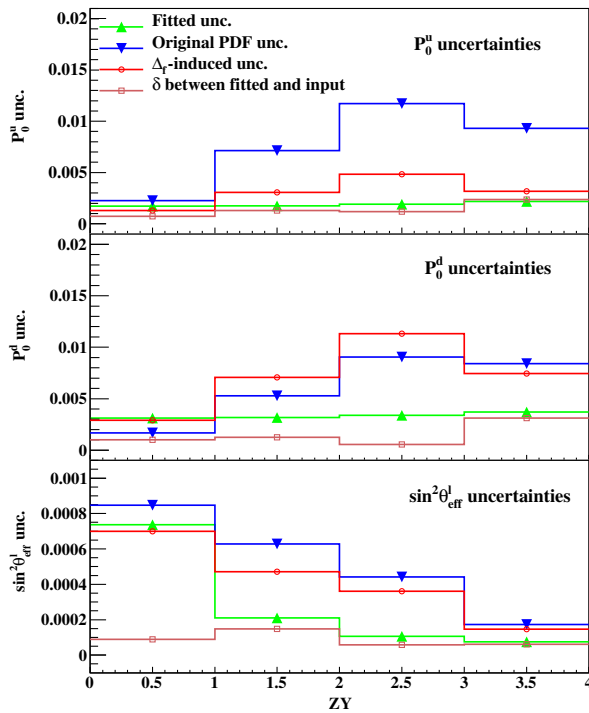 0.02
Fitted unc.
Original PDF unc.
Δf-induced unc.
δ between fitted and input
P₀ᵘ uncertainties
0.015
0.01
0.005
0
P₀ᵘ unc.
0.02
P₀ᵈ uncertainties
0.015
0.01
0.005
0
P₀ᵈ unc.
0.001
sin²θˡeff uncertainties
0.0008
0.0006
0.0004
0.0002
0
sin²θˡeff unc.
0 0.5 1 1.5 2 2.5 3 3.5 4
ZY